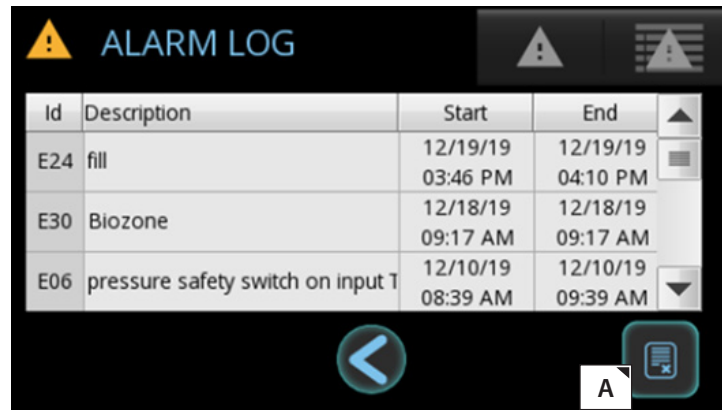 ALARM LOG
Id Description Start End
E24 fill 12/19/19 03:46 PM 12/19/19 04:10 PM
E30 Biozone 12/18/19 09:17 AM 12/18/19 09:17 AM
E06 pressure safety switch on input T 12/10/19 08:39 AM 12/10/19 09:39 AM
A